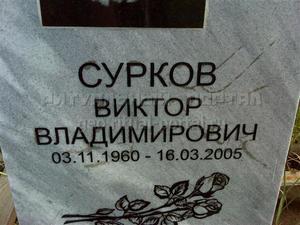 СУРКОВ
ВИКТОР
ВЛАДИМИРОВИЧ
03.11.1960 - 16.03.2005